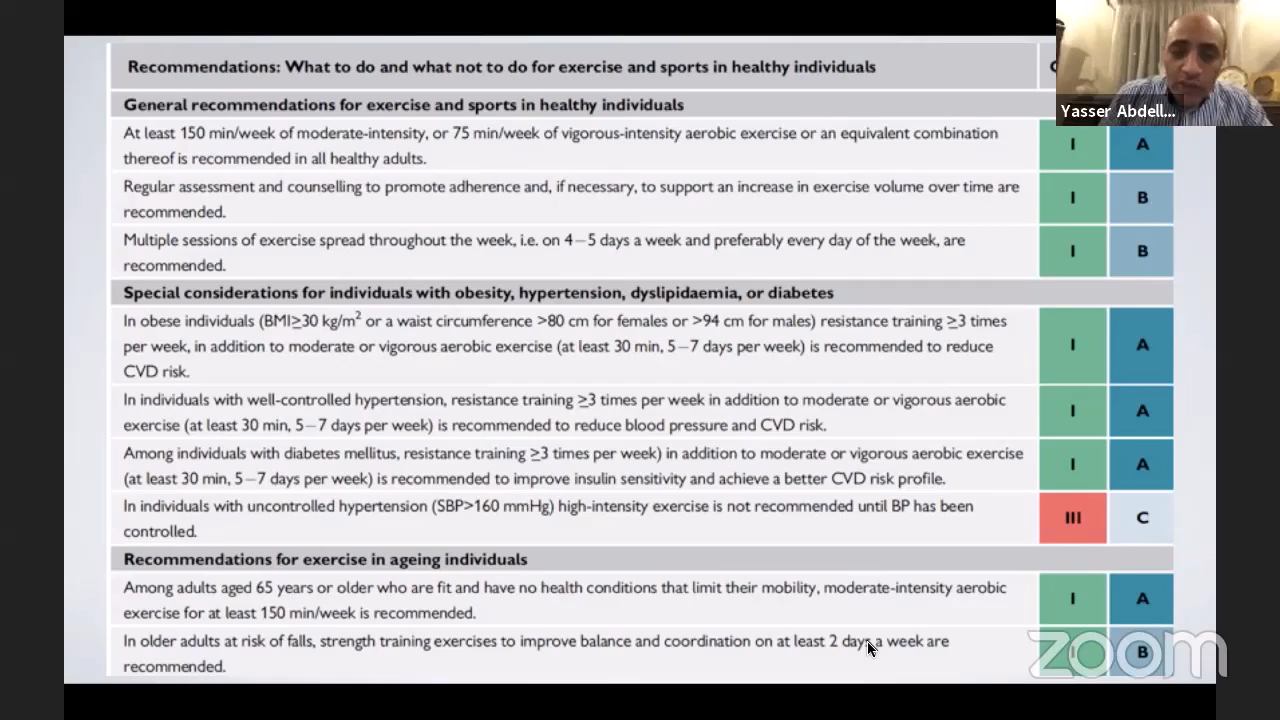 Recommendations: What to do and what not to do for exercise and sports in healthy individuals
Yasser Abdell...
General recommendations for exercise and sports in healthy individuals
At least 150 min/week of moderate-intensity, or 75 min/week of vigorous-intensity aerobic exercise or an equivalent combination
thereof is recommended in all healthy adults.
I A
Regular assessment and counselling to promote adherence and, if necessary, to support an increase in exercise volume over time are
recommended.
I B
Multiple sessions of exercise spread throughout the week, i.e. on 4–5 days a week and preferably every day of the week, are
recommended.
I B
Special considerations for individuals with obesity, hypertension, dyslipidaemia, or diabetes
In obese individuals (BMI≥30 kg/m² or a waist circumference >80 cm for females or >94 cm for males) resistance training ≥3 times
per week, in addition to moderate or vigorous aerobic exercise (at least 30 min, 5–7 days per week) is recommended to reduce
CVD risk.
I A
In individuals with well-controlled hypertension, resistance training ≥3 times per week in addition to moderate or vigorous aerobic
exercise (at least 30 min, 5–7 days per week) is recommended to reduce blood pressure and CVD risk.
I A
Among individuals with diabetes mellitus, resistance training ≥3 times per week) in addition to moderate or vigorous aerobic exercise
(at least 30 min, 5–7 days per week) is recommended to improve insulin sensitivity and achieve a better CVD risk profile.
I A
In individuals with uncontrolled hypertension (SBP>160 mmHg) high-intensity exercise is not recommended until BP has been
controlled.
III C
Recommendations for exercise in ageing individuals
Among adults aged 65 years or older who are fit and have no health conditions that limit their mobility, moderate-intensity aerobic
exercise for at least 150 min/week is recommended.
I A
In older adults at risk of falls, strength training exercises to improve balance and coordination on at least 2 days a week are
recommended.
I B
zoom